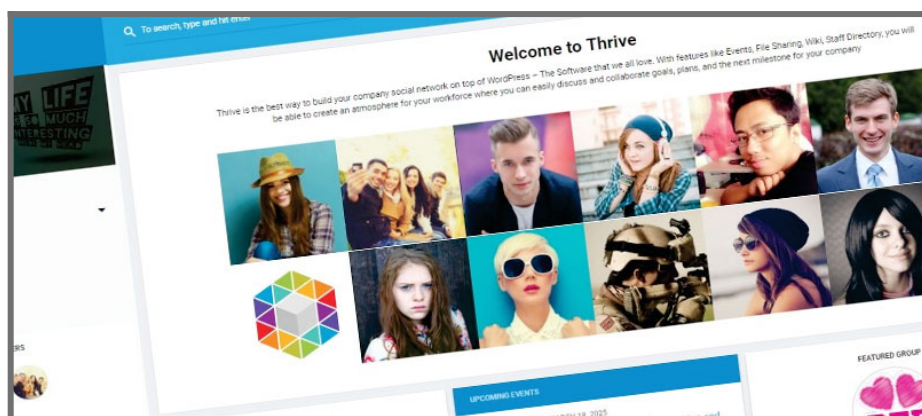 To search, type and hit enter
Welcome to Thrive
Thrive is the best way to build your company social network on top of WordPress – The Software that we all love. With features like Events, File Sharing, Wiki, Staff Directory, you will
be able to create an atmosphere for your workforce where you can easily discuss and collaborate goals, plans, and the next milestone for your company
MY LIFE
IS SO MUCH
INTERESTING
ERS
UPCOMING EVENTS
FEATURED GROUP
2025